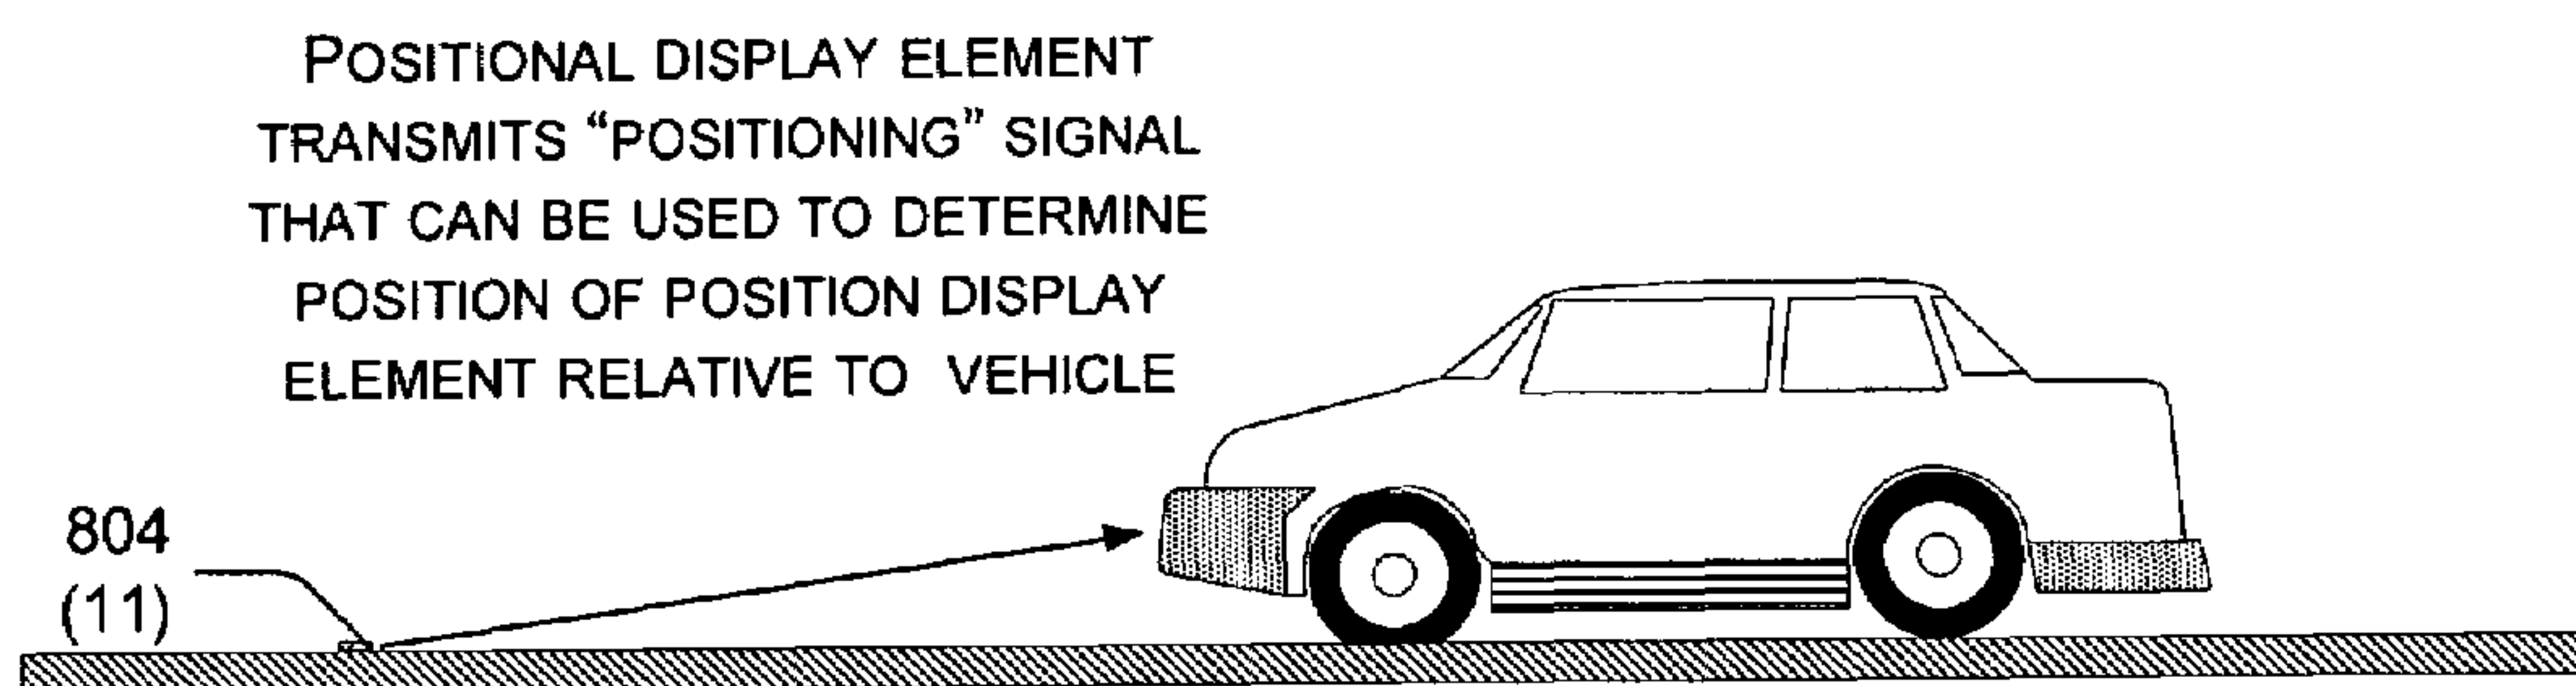 POSITIONAL DISPLAY ELEMENT
TRANSMITS “POSITIONING” SIGNAL
THAT CAN BE USED TO DETERMINE
POSITION OF POSITION DISPLAY
ELEMENT RELATIVE TO VEHICLE
804
(11)